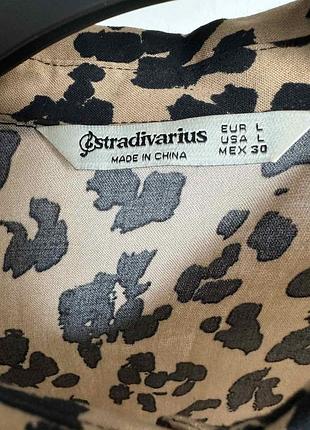 stradivarius
MADE IN CHINA
EUR L
USA L
MEX 30